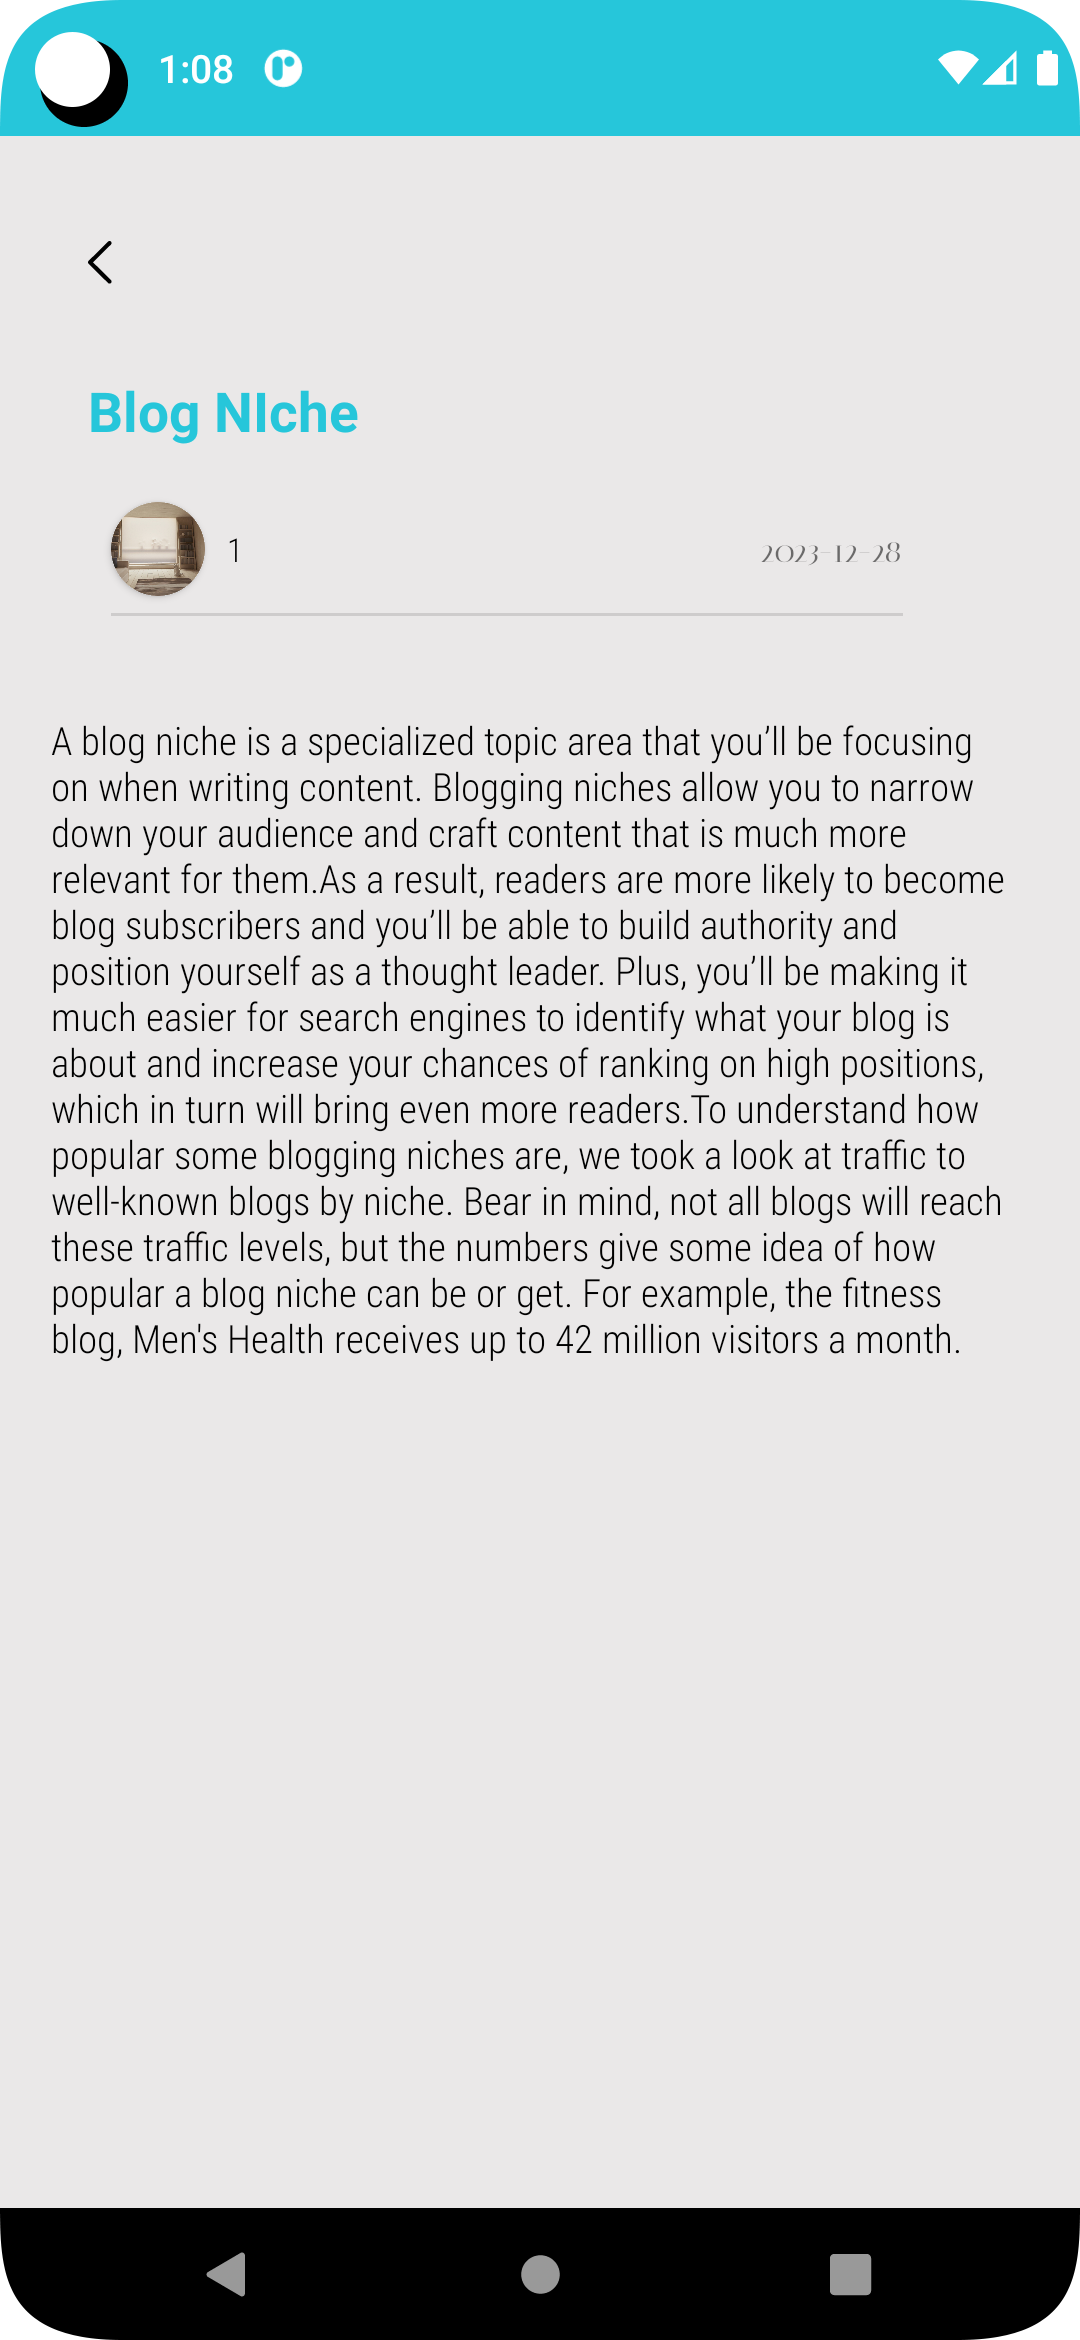 1:08
Blog NIche
1
2023-12-28
A blog niche is a specialized topic area that you’ll be focusing
on when writing content. Blogging niches allow you to narrow
down your audience and craft content that is much more
relevant for them.As a result, readers are more likely to become
blog subscribers and you’ll be able to build authority and
position yourself as a thought leader. Plus, you’ll be making it
much easier for search engines to identify what your blog is
about and increase your chances of ranking on high positions,
which in turn will bring even more readers.To understand how
popular some blogging niches are, we took a look at traffic to
well-known blogs by niche. Bear in mind, not all blogs will reach
these traffic levels, but the numbers give some idea of how
popular a blog niche can be or get. For example, the fitness
blog, Men's Health receives up to 42 million visitors a month.